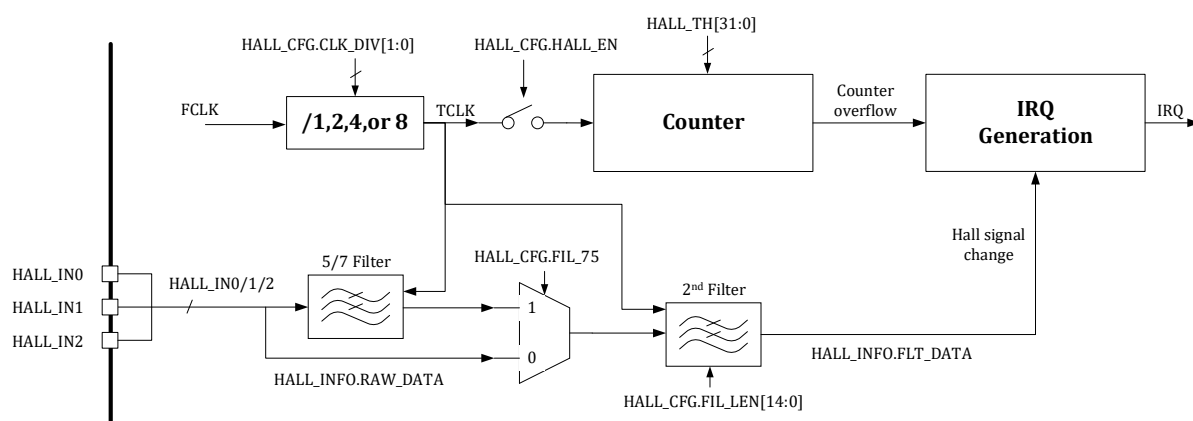 HALL_TH[31:0]
HALL_CFG.CLK_DIV[1:0]
HALL_CFG.HALL_EN
FCLK
/1,2,4,or 8
TCLK
Counter
Counter
overflow
IRQ
Generation
IRQ
Hall signal
change
HALL_IN0
HALL_IN1
HALL_IN2
HALL_IN0/1/2
5/7 Filter
HALL_CFG.FIL_75
1
0
2nd Filter
HALL_INFO.RAW_DATA
HALL_INFO.FLT_DATA
HALL_CFG.FIL_LEN[14:0]